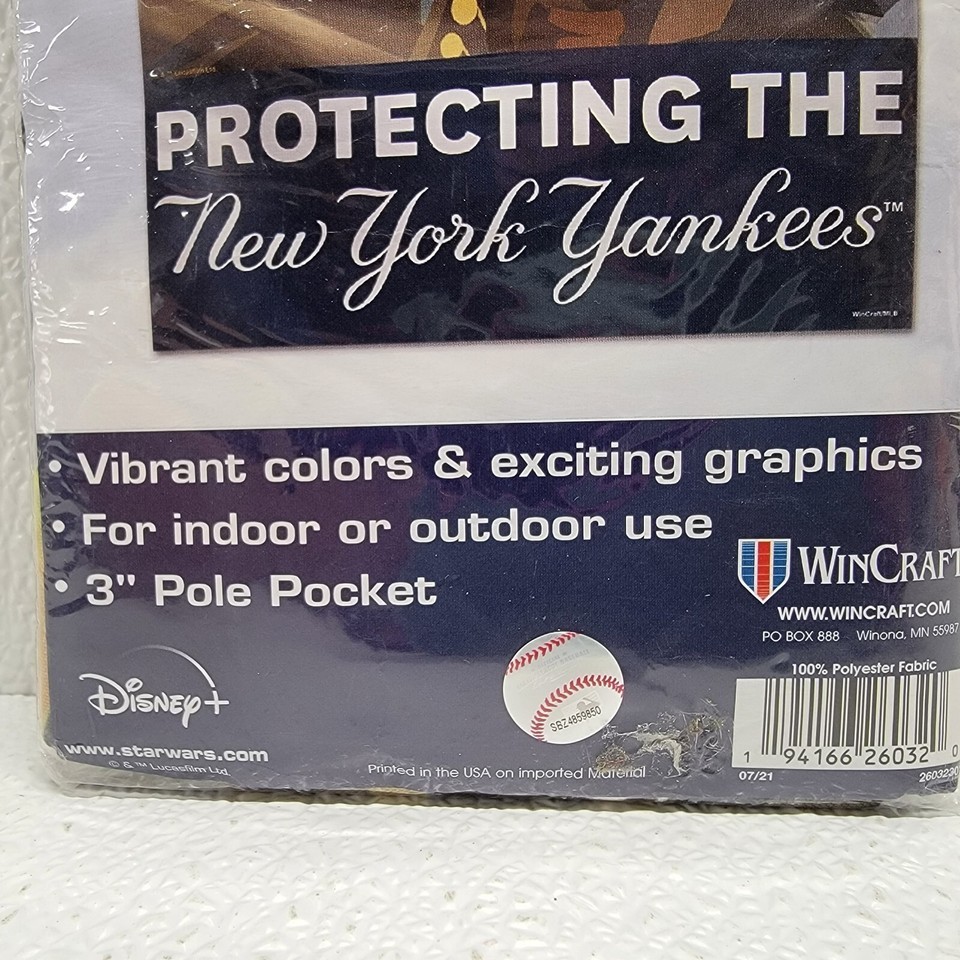 PROTECTING THE
New York Yankees™
• Vibrant colors & exciting graphics
• For indoor or outdoor use
• 3" Pole Pocket
WINCRAFT
WWW.WINCRAFT.COM
PO BOX 888 Winona, MN 55987
100% Polyester Fabric
Disney+
www.starwars.com
© & ™ Lucasfilm Ltd.
SBZ4859850
Printed in the USA on imported Material
1 94166 26032 0
07/21